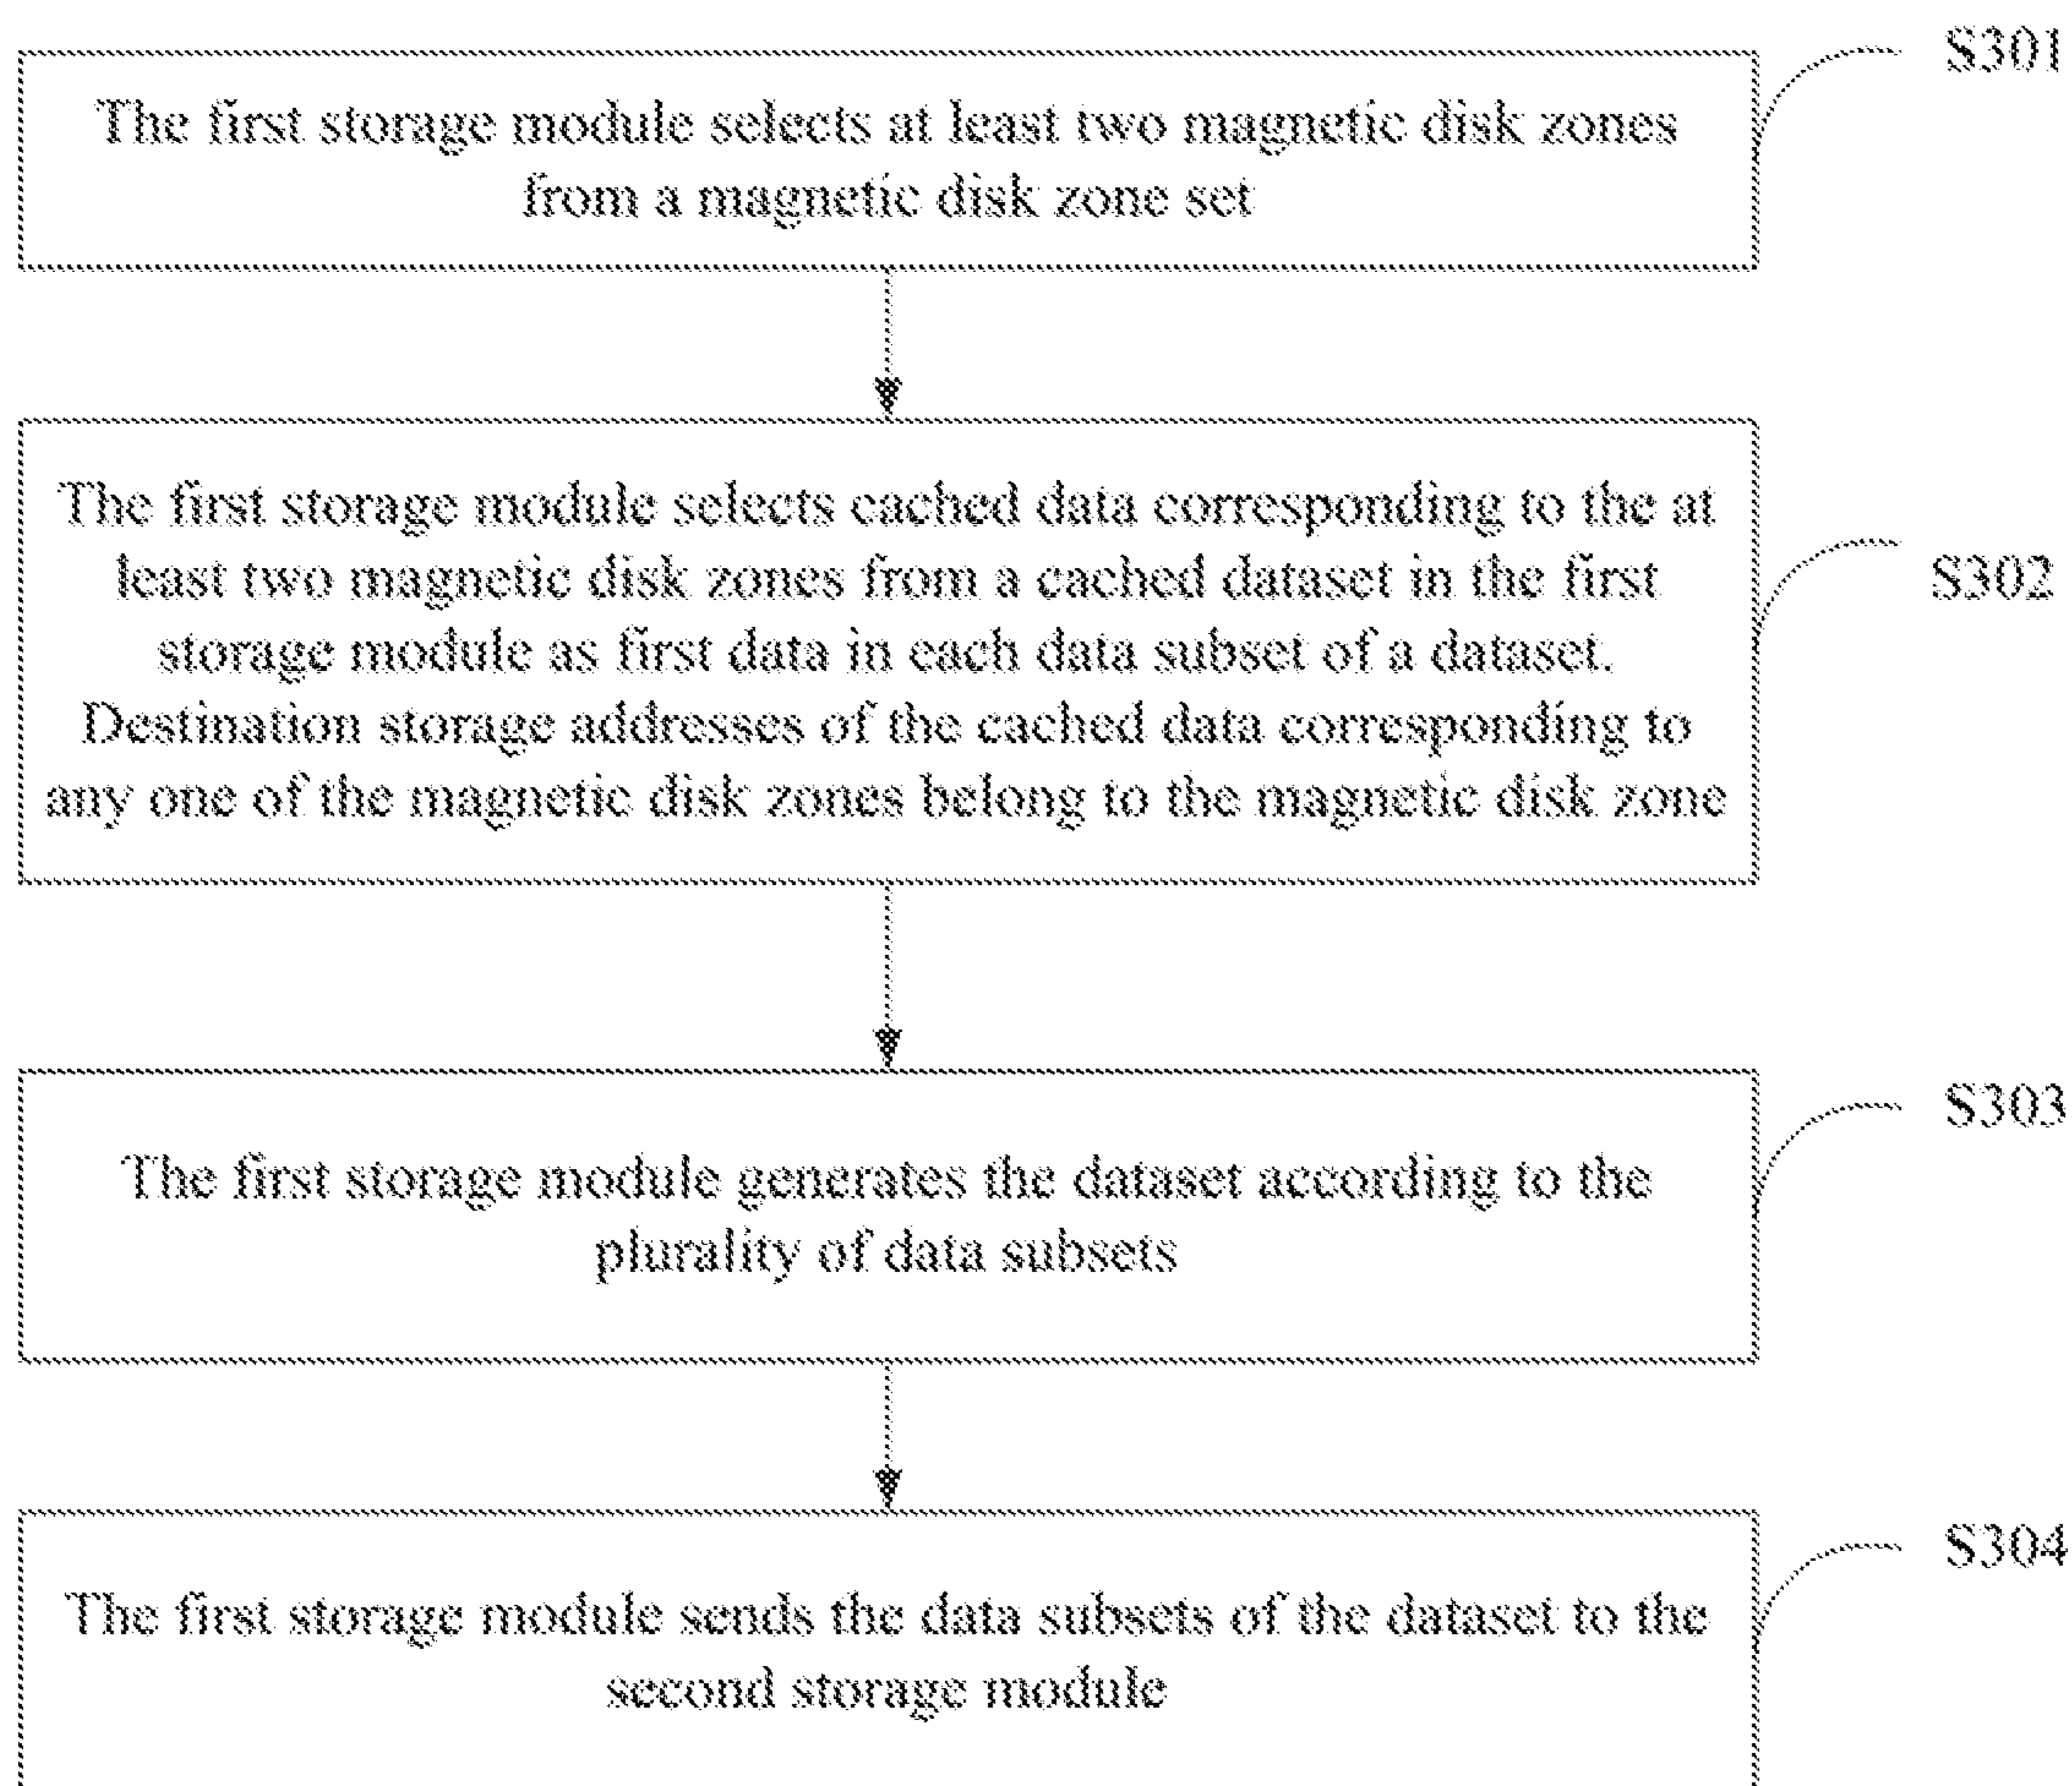 S301
The first storage module selects at least two magnetic disk zones
from a magnetic disk zone set
The first storage module selects cached data corresponding to the at
least two magnetic disk zones from a cached dataset in the first
storage module as first data in each data subset of a dataset.
Destination storage addresses of the cached data corresponding to
any one of the magnetic disk zones belong to the magnetic disk zone
S302
S303
The first storage module generates the dataset according to the
plurality of data subsets
S304
The first storage module sends the data subsets of the dataset to the
second storage module